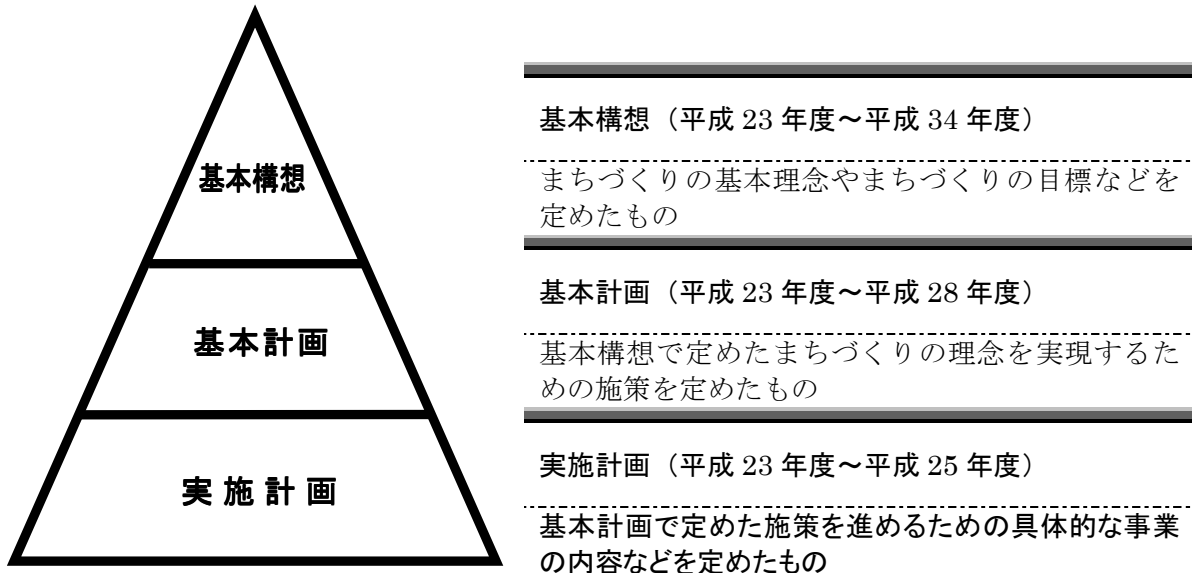 基本構想
基本計画
実施計画
基本構想（平成 23 年度～平成 34 年度）
まちづくりの基本理念やまちづくりの目標などを
定めたもの
基本計画（平成 23 年度～平成 28 年度）
基本構想で定めたまちづくりの理念を実現するた
めの施策を定めたもの
実施計画（平成 23 年度～平成 25 年度）
基本計画で定めた施策を進めるための具体的な事業
の内容などを定めたもの